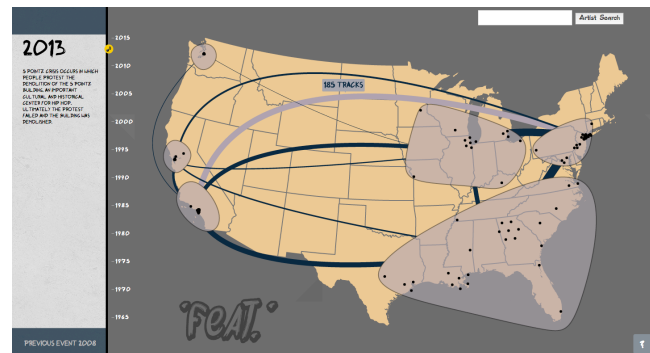 2013
5 POINTZ CRISIS OCCURS IN WHICH
PEOPLE PROTEST THE
DEMOLITION OF THE 5 POINTZ
BUILDING, AN IMPORTANT
CULTURAL AND HISTORICAL
CENTER FOR HIP HOP.
ULTIMATELY THE PROTEST
FAILED AND THE BUILDING WAS
DEMOLISHED.
PREVIOUS EVENT 2008
2015
2010
2005
2000
1995
1990
1985
1980
1975
1970
1965
Artist Search
185 TRACKS
"FEAT."